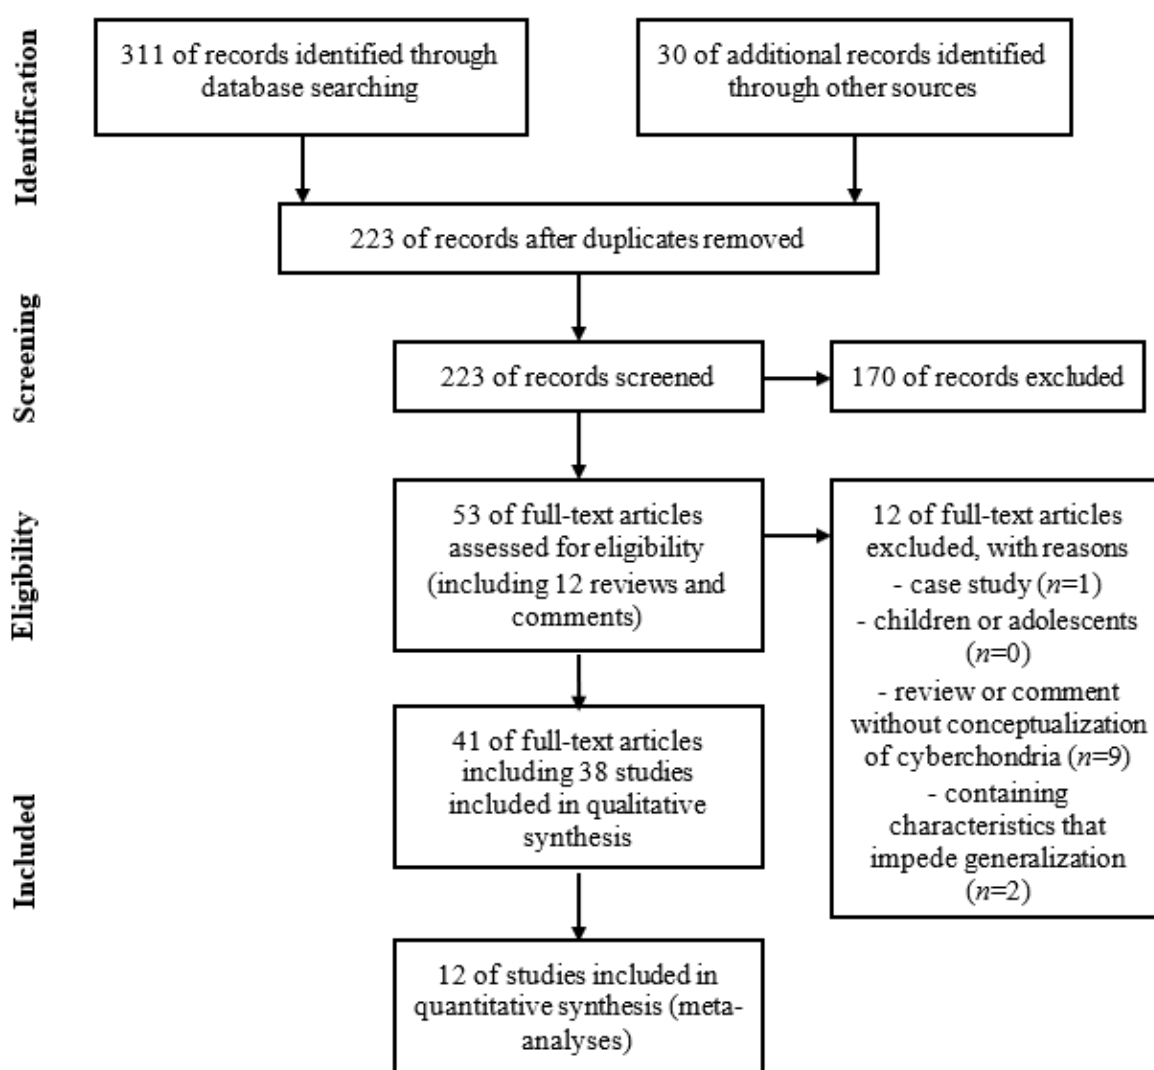 Identification
311 of records identified through
database searching
30 of additional records identified
through other sources
223 of records after duplicates removed
Screening
223 of records screened
170 of records excluded
Eligibility
53 of full-text articles
assessed for eligibility
(including 12 reviews and
comments)
12 of full-text articles
excluded, with reasons
- case study (n=1)
- children or adolescents
(n=0)
- review or comment
without conceptualization
of cyberchondria (n=9)
- containing
characteristics that
impede generalization
(n=2)
Included
41 of full-text articles
including 38 studies
included in qualitative
synthesis
12 of studies included in
quantitative synthesis (meta-
analyses)